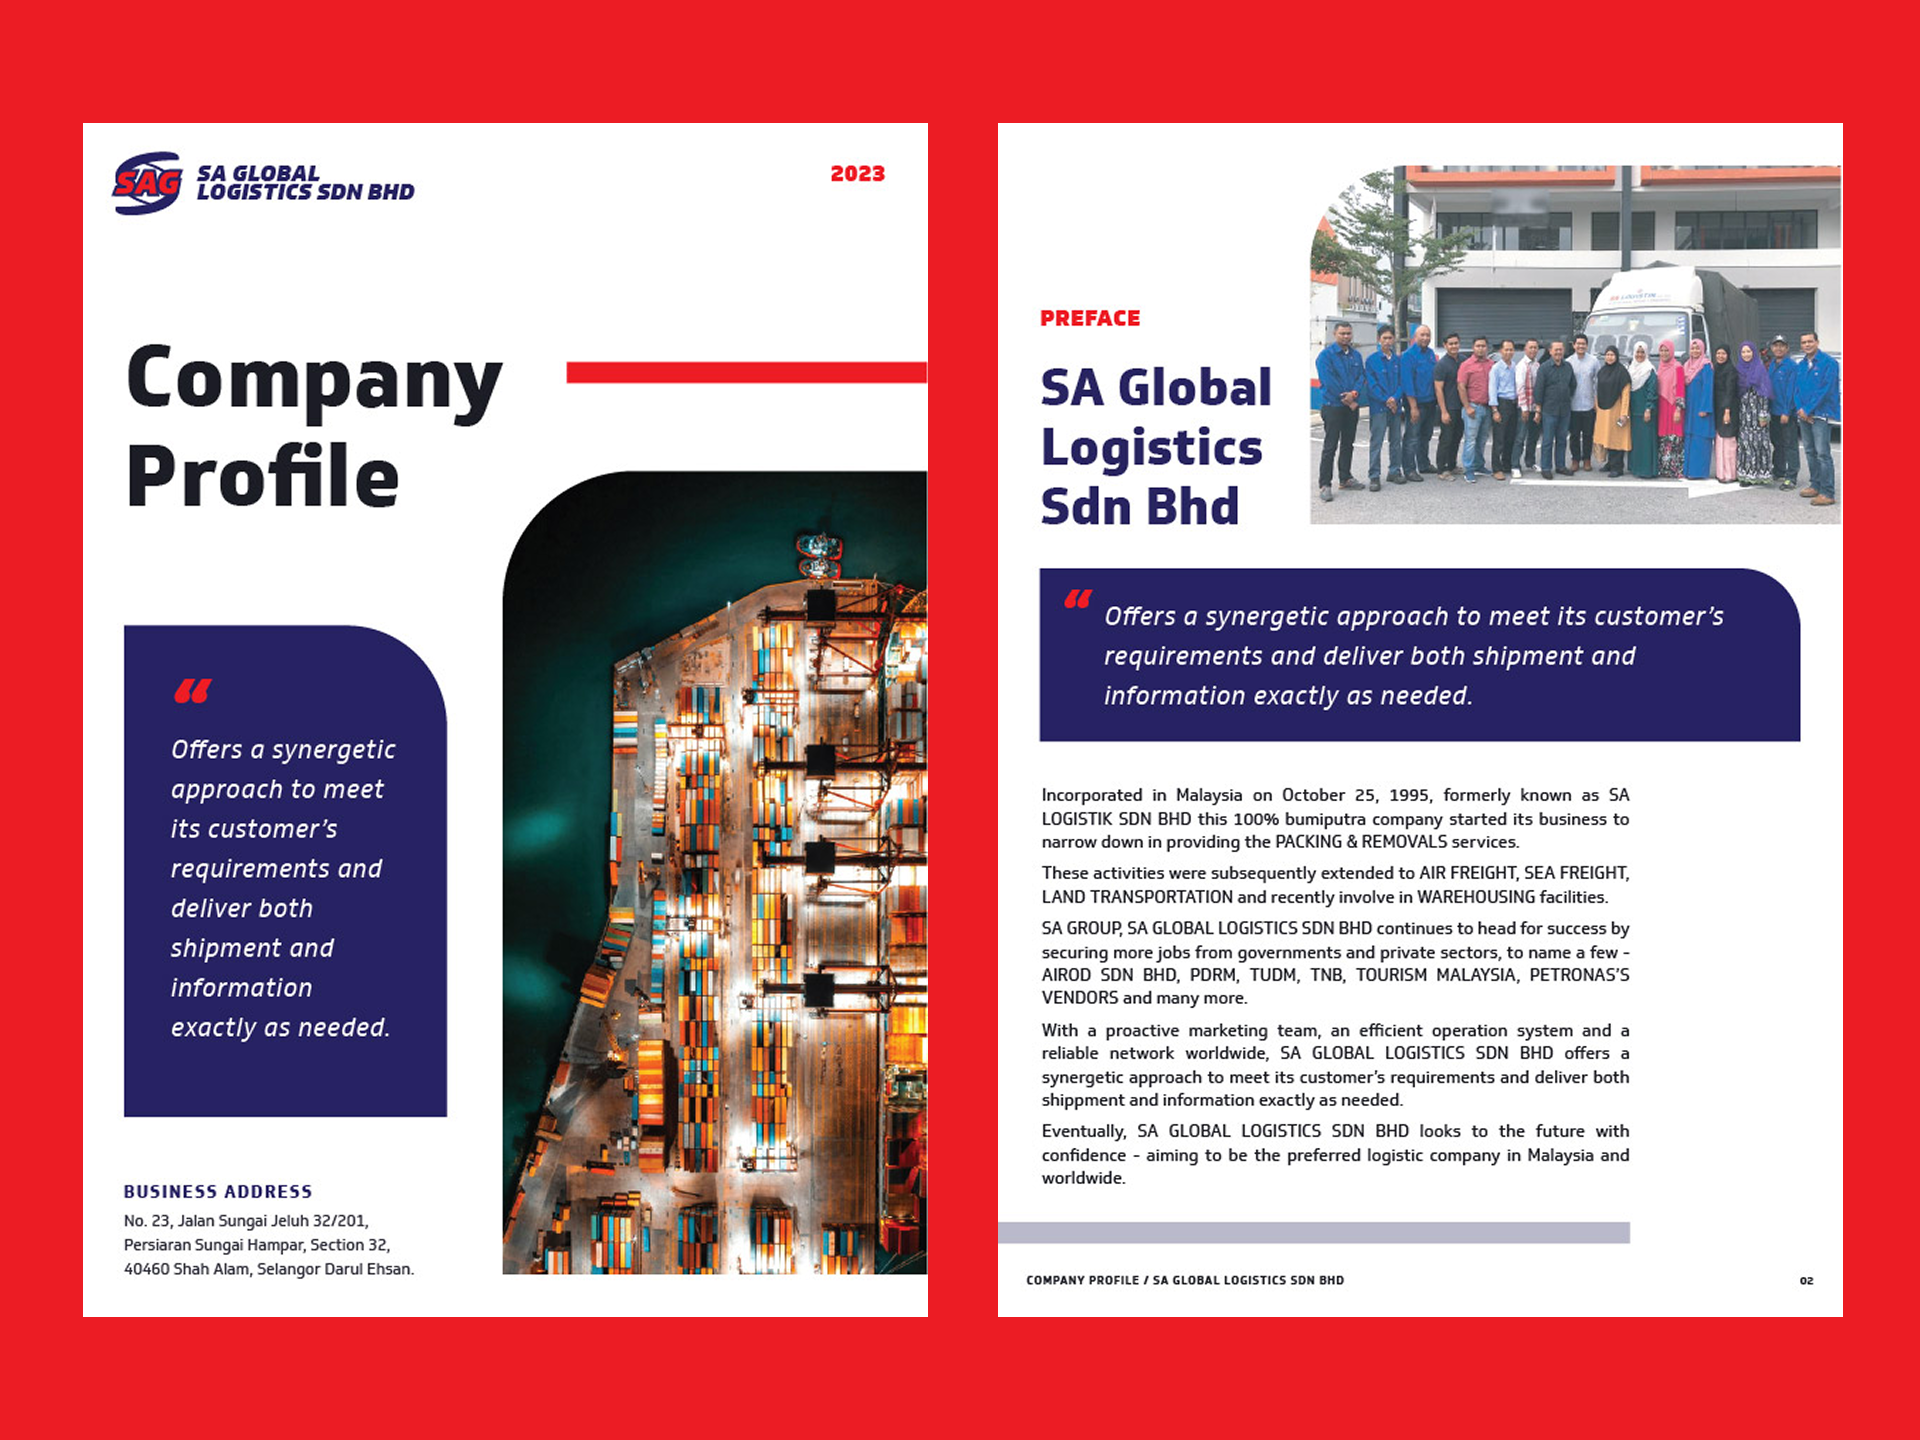 SAG
SA GLOBAL
LOGISTICS SDN BHD
2023
Company
Profile
“
Offers a synergetic
approach to meet
its customer’s
requirements and
deliver both
shipment and
information
exactly as needed.
BUSINESS ADDRESS
No. 23, Jalan Sungai Jeluh 32/201,
Persiaran Sungai Hampar, Section 32,
40460 Shah Alam, Selangor Darul Ehsan.
PREFACE
SA Global
Logistics
Sdn Bhd
“ Offers a synergetic approach to meet its customer’s
requirements and deliver both shipment and
information exactly as needed.
Incorporated in Malaysia on October 25, 1995, formerly known as SA
LOGISTIK SDN BHD this 100% bumiputra company started its business to
narrow down in providing the PACKING & REMOVALS services.
These activities were subsequently extended to AIR FREIGHT, SEA FREIGHT,
LAND TRANSPORTATION and recently involve in WAREHOUSING facilities.
SA GROUP, SA GLOBAL LOGISTICS SDN BHD continues to head for success by
securing more jobs from governments and private sectors, to name a few -
AIROD SDN BHD, PDRM, TUDM, TNB, TOURISM MALAYSIA, PETRONAS’S
VENDORS and many more.
With a proactive marketing team, an efficient operation system and a
reliable network worldwide, SA GLOBAL LOGISTICS SDN BHD offers a
synergetic approach to meet its customer’s requirements and deliver both
shippment and information exactly as needed.
Eventually, SA GLOBAL LOGISTICS SDN BHD looks to the future with
confidence - aiming to be the preferred logistic company in Malaysia and
worldwide.
COMPANY PROFILE / SA GLOBAL LOGISTICS SDN BHD
02